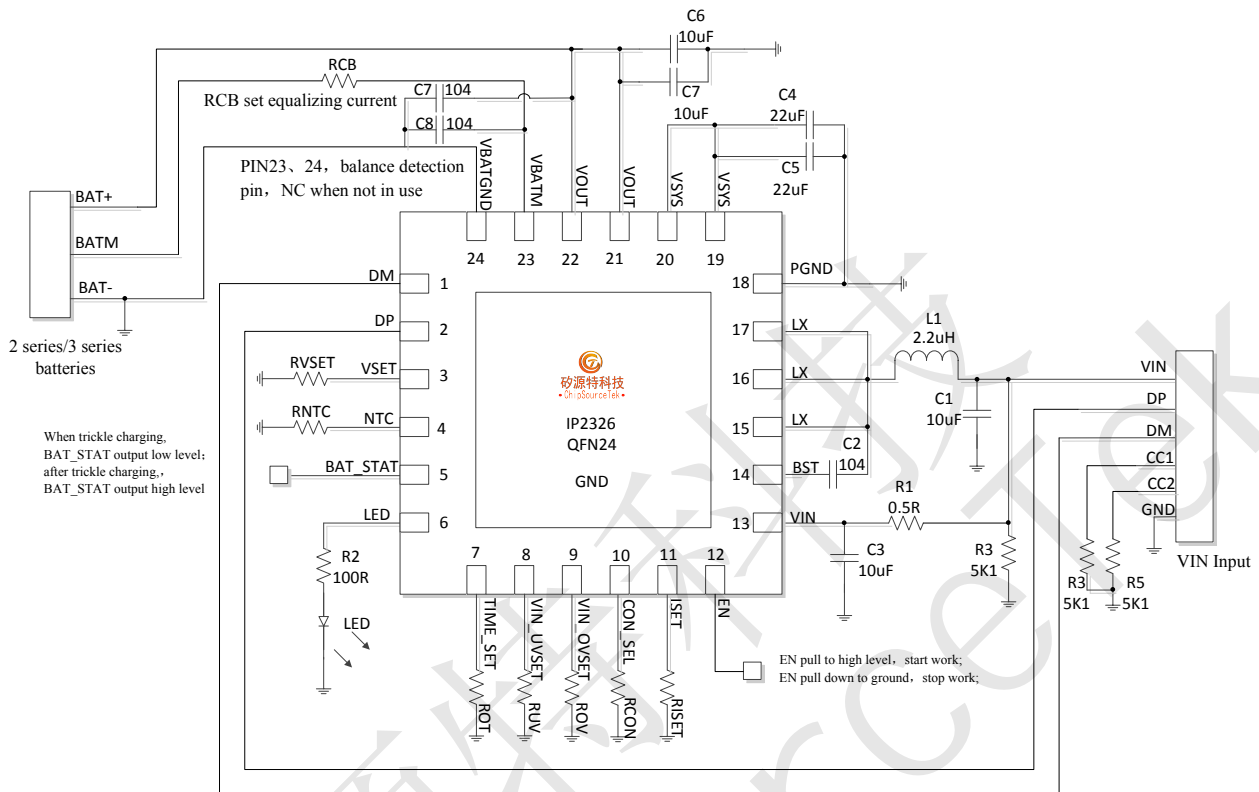 C6
10uF
RCB
C7
104
C7
10uF
RCB set equalizing current
C8
104
C4
22uF
C5
22uF
PIN23、24，balance detection
pin，NC when not in use
VBATGND
VBATM
VOUT
VOUT
VSYS
VSYS
BAT+
BATM
BAT-
2 series/3 series
batteries
24
23
22
21
20
19
DM
1
DP
2
RVSET
VSET
3
RNTC
NTC
4
BAT_STAT
5
LED
6
When trickle charging,
BAT_STAT output low level;
after trickle charging,,
BAT_STAT output high level
R2
100R
LED
矽源特科技
ChipSourceTek
IP2326
QFN24
GND
18
PGND
17
LX
16
LX
15
LX
14
BST
13
VIN
L1
2.2uH
C1
10uF
C2
104
R1
0.5R
C3
10uF
R3
5K1
VIN
DP
DM
CC1
CC2
GND
VIN Input
R3
5K1
R5
5K1
7
8
9
10
11
12
TIME_SET
VIN_UVSET
VIN_OVSET
CON_SEL
ISET
EN
ROT
RUV
ROV
RCON
RISET
EN pull to high level，start work;
EN pull down to ground，stop work;